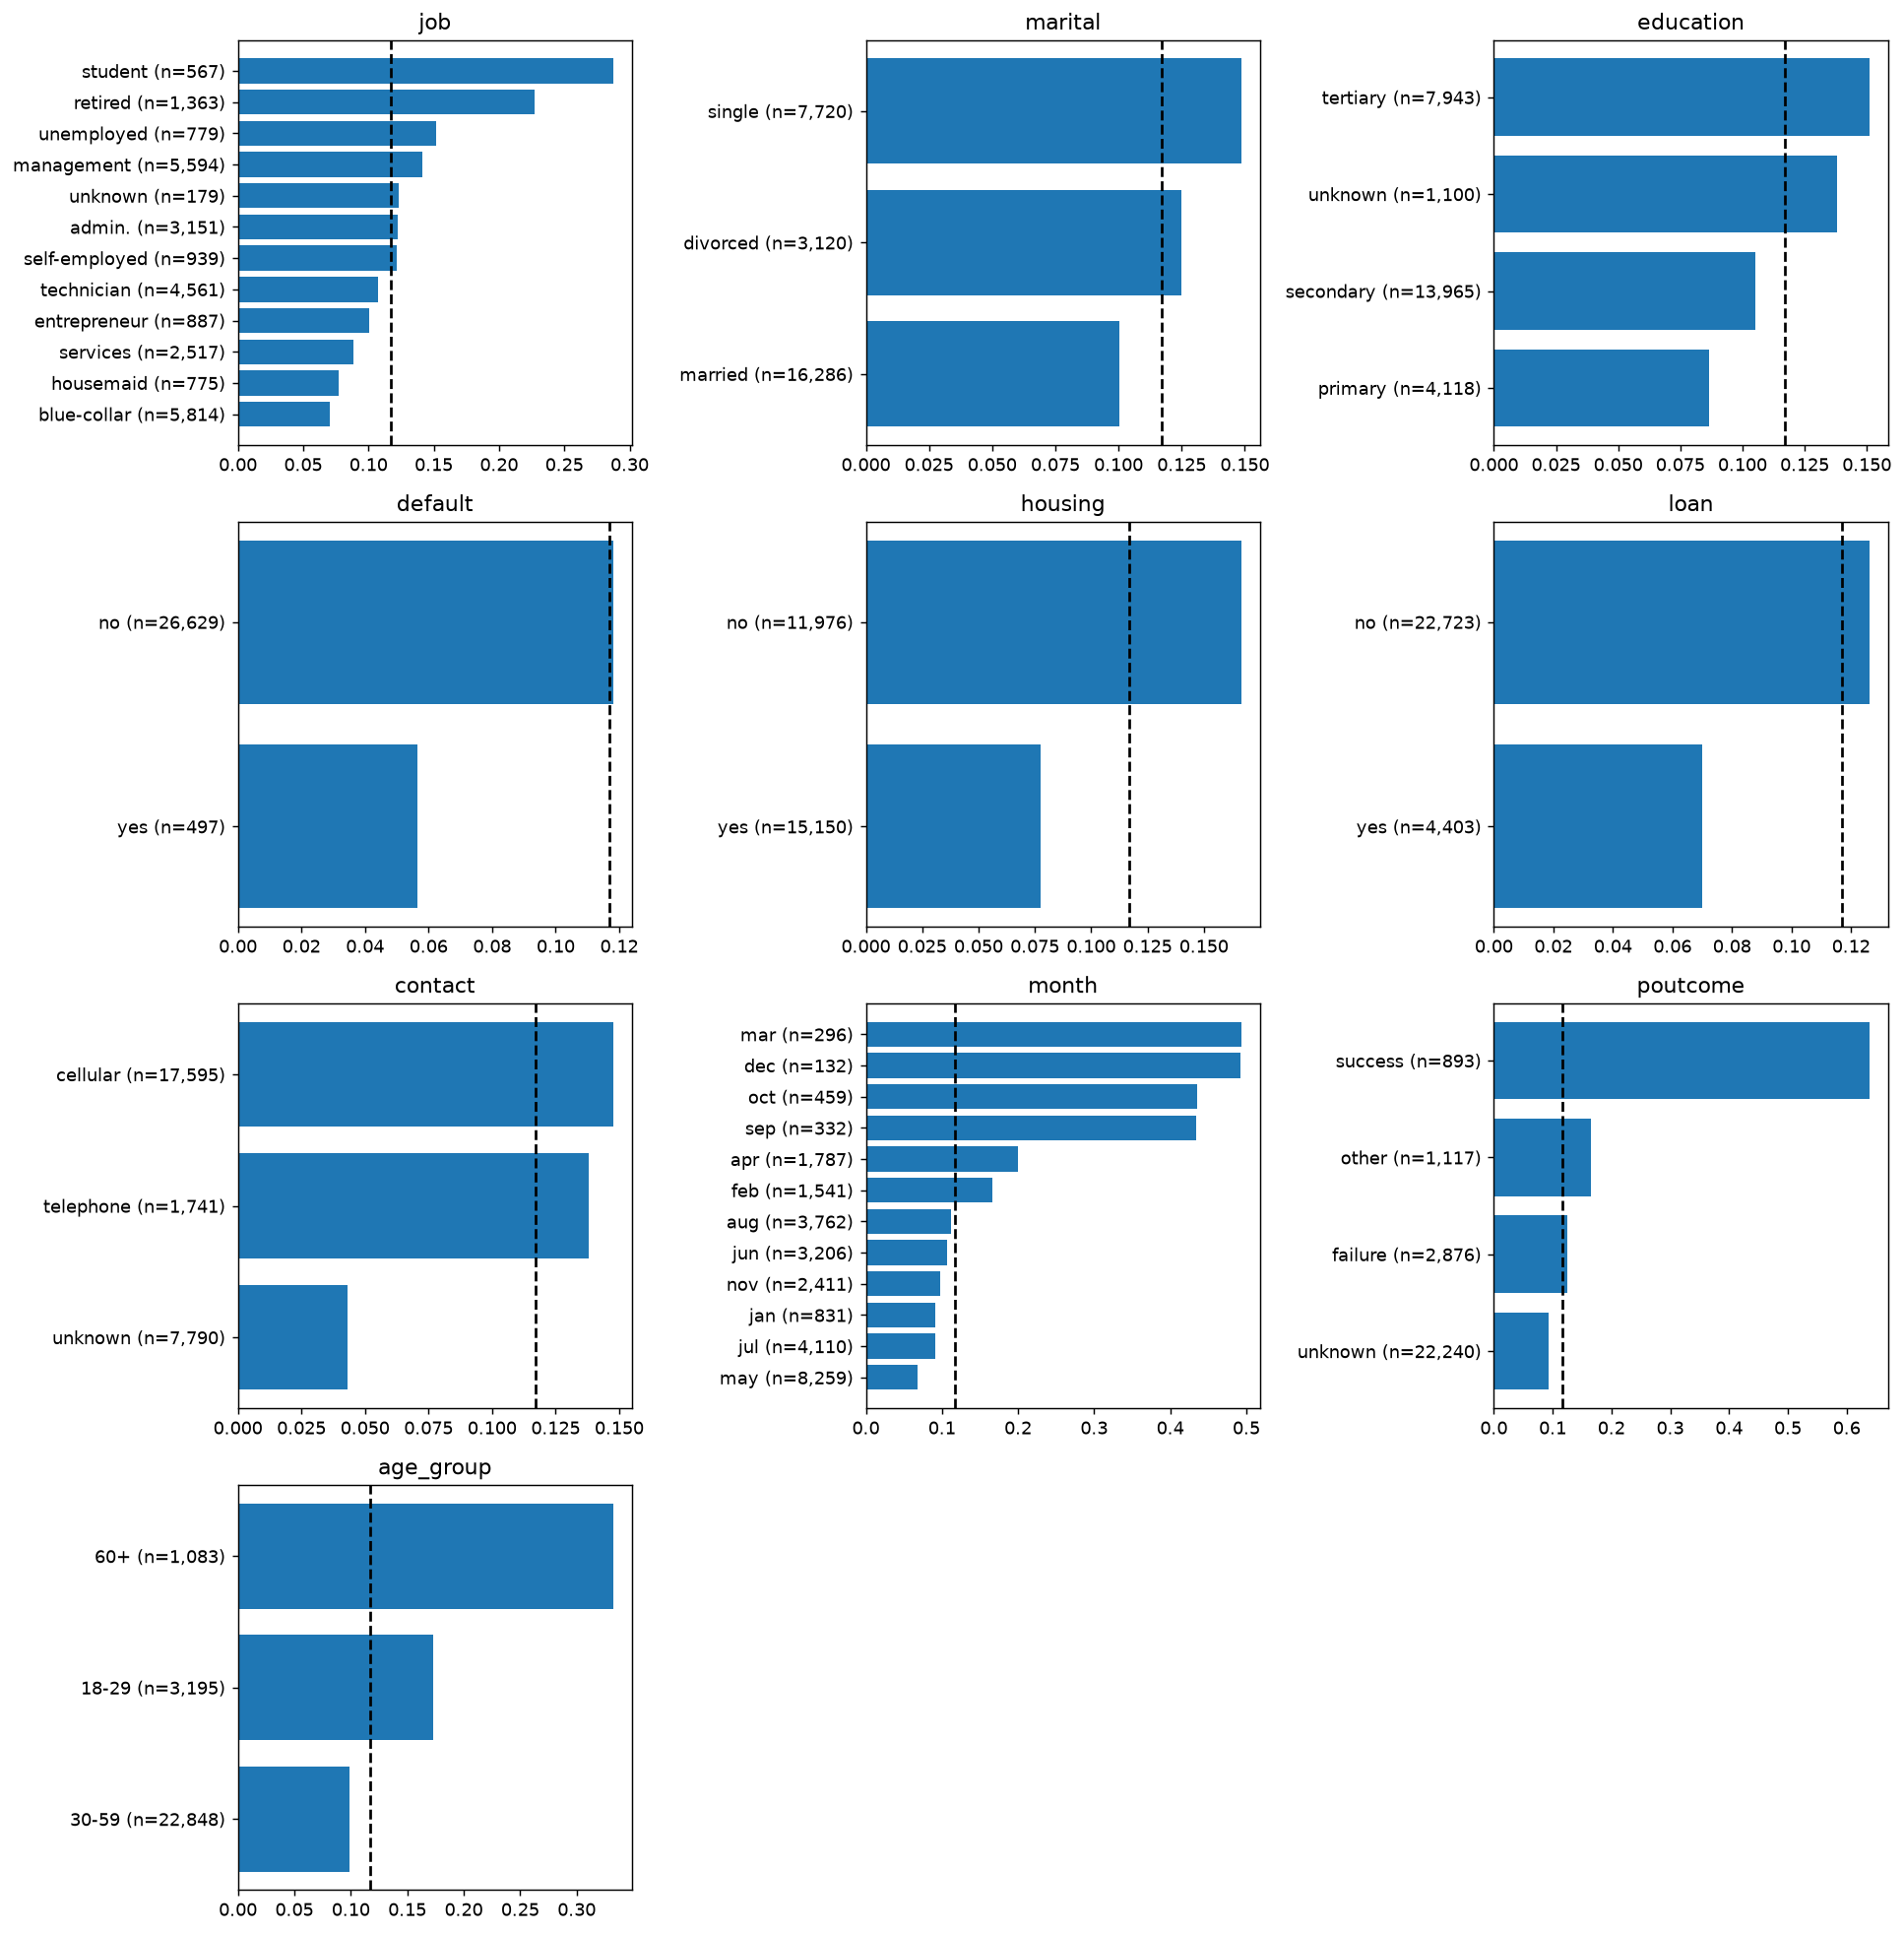 job
student (n=567)
retired (n=1,363)
unemployed (n=779)
management (n=5,594)
unknown (n=179)
admin. (n=3,151)
self-employed (n=939)
technician (n=4,561)
entrepreneur (n=887)
services (n=2,517)
housemaid (n=775)
blue-collar (n=5,814)
0.00 0.05 0.10 0.15 0.20 0.25 0.30
marital
single (n=7,720)
divorced (n=3,120)
married (n=16,286)
0.000 0.025 0.050 0.075 0.100 0.125 0.150
education
tertiary (n=7,943)
unknown (n=1,100)
secondary (n=13,965)
primary (n=4,118)
0.000 0.025 0.050 0.075 0.100 0.125 0.150
default
no (n=26,629)
yes (n=497)
0.00 0.02 0.04 0.06 0.08 0.10 0.12
housing
no (n=11,976)
yes (n=15,150)
0.000 0.025 0.050 0.075 0.100 0.125 0.150
loan
no (n=22,723)
yes (n=4,403)
0.00 0.02 0.04 0.06 0.08 0.10 0.12
contact
cellular (n=17,595)
telephone (n=1,741)
unknown (n=7,790)
0.000 0.025 0.050 0.075 0.100 0.125 0.150
month
mar (n=296)
dec (n=132)
oct (n=459)
sep (n=332)
apr (n=1,787)
feb (n=1,541)
aug (n=3,762)
jun (n=3,206)
nov (n=2,411)
jan (n=831)
jul (n=4,110)
may (n=8,259)
0.0 0.1 0.2 0.3 0.4 0.5
poutcome
success (n=893)
other (n=1,117)
failure (n=2,876)
unknown (n=22,240)
0.0 0.1 0.2 0.3 0.4 0.5 0.6
age_group
60+ (n=1,083)
18-29 (n=3,195)
30-59 (n=22,848)
0.00 0.05 0.10 0.15 0.20 0.25 0.30